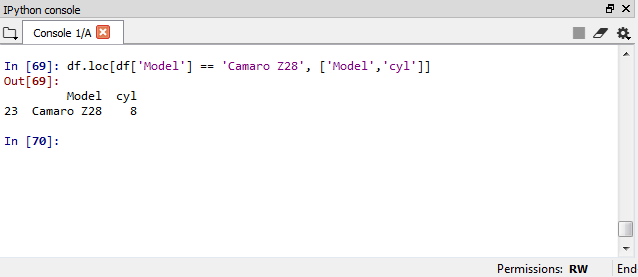 IPython console
Console 1/A
In [69]: df.loc[df['Model'] == 'Camaro Z28', ['Model','cyl']]
Out[69]:
Model cyl
23 Camaro Z28 8
In [70]:
Permissions: RW End